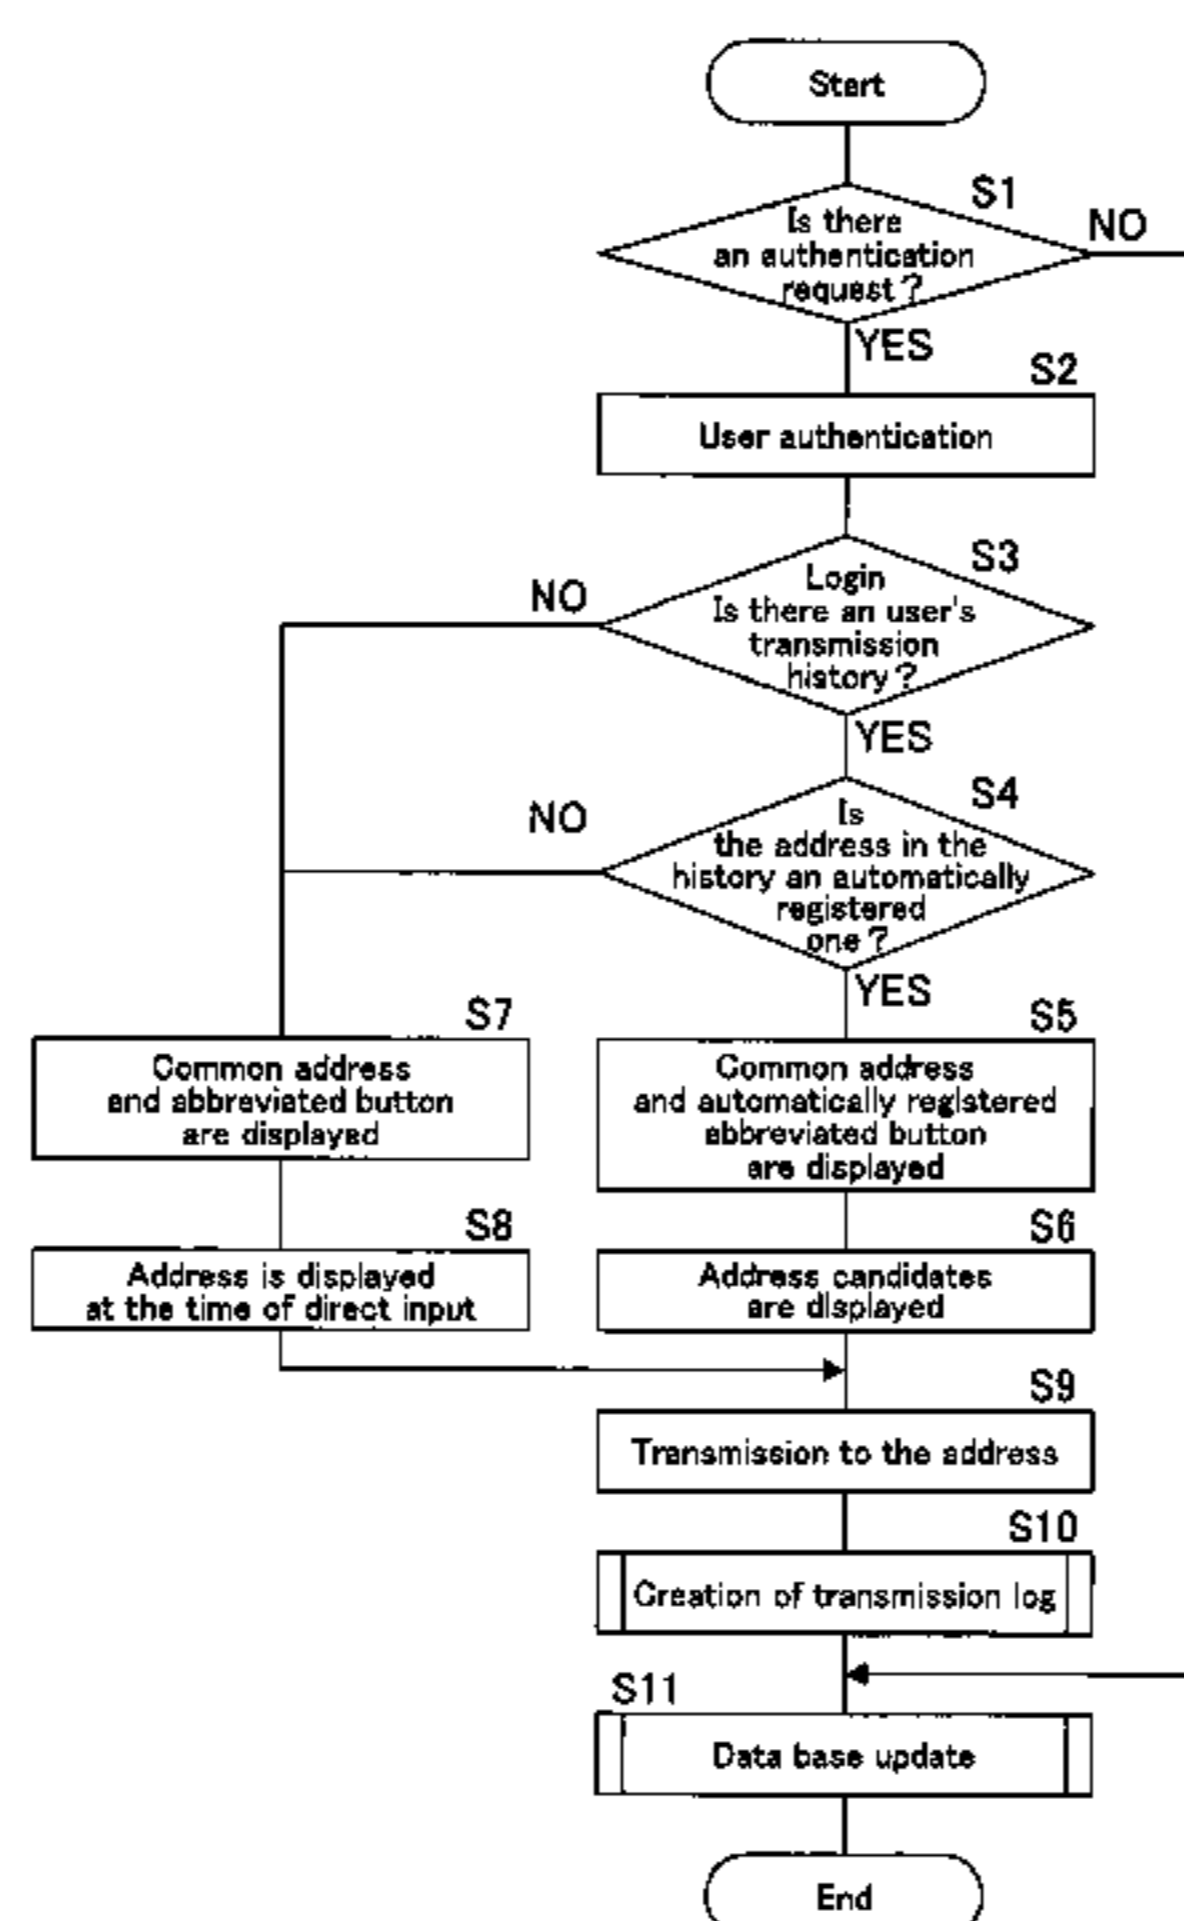 Start
S1
Is there
an authentication
request?
NO
YES
S2
User authentication
S3
Login
Is there an user's
transmission
history?
NO
YES
S4
Is
the address in the
history an automatically
registered
one?
NO
YES
S7
Common address
and abbreviated button
are displayed
S5
Common address
and automatically registered
abbreviated button
are displayed
S8
Address is displayed
at the time of direct input
S6
Address candidates
are displayed
S9
Transmission to the address
S10
Creation of transmission log
S11
Data base update
End